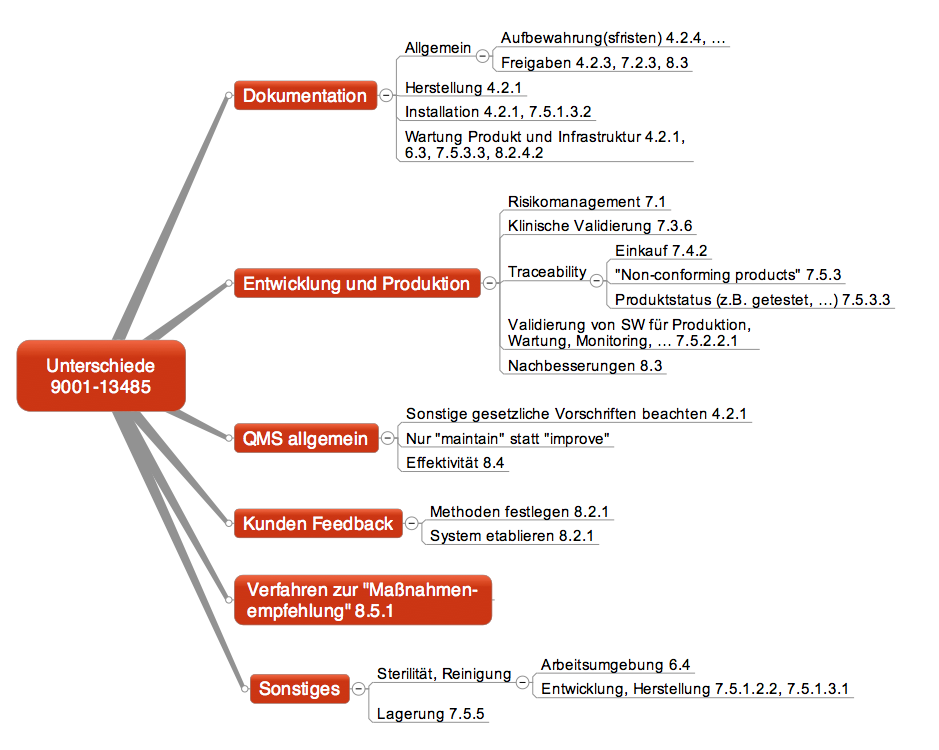 Unterschiede
9001-13485
Dokumentation
Allgemein
Aufbewahrung(sfristen) 4.2.4, ...
Freigaben 4.2.3, 7.2.3, 8.3
Herstellung 4.2.1
Installation 4.2.1, 7.5.1.3.2
Wartung Produkt und Infrastruktur 4.2.1,
6.3, 7.5.3.3, 8.2.4.2
Entwicklung und Produktion
Risikomanagement 7.1
Klinische Validierung 7.3.6
Traceability
Einkauf 7.4.2
"Non-conforming products" 7.5.3
Produktstatus (z.B. getestet, ...) 7.5.3.3
Validierung von SW für Produktion,
Wartung, Monitoring, ... 7.5.2.2.1
Nachbesserungen 8.3
QMS allgemein
Sonstige gesetzliche Vorschriften beachten 4.2.1
Nur "maintain" statt "improve"
Effektivität 8.4
Kunden Feedback
Methoden festlegen 8.2.1
System etablieren 8.2.1
Verfahren zur "Maßnahmen-
empfehlung" 8.5.1
Sonstiges
Sterilität, Reinigung
Arbeitsumgebung 6.4
Entwicklung, Herstellung 7.5.1.2.2, 7.5.1.3.1
Lagerung 7.5.5